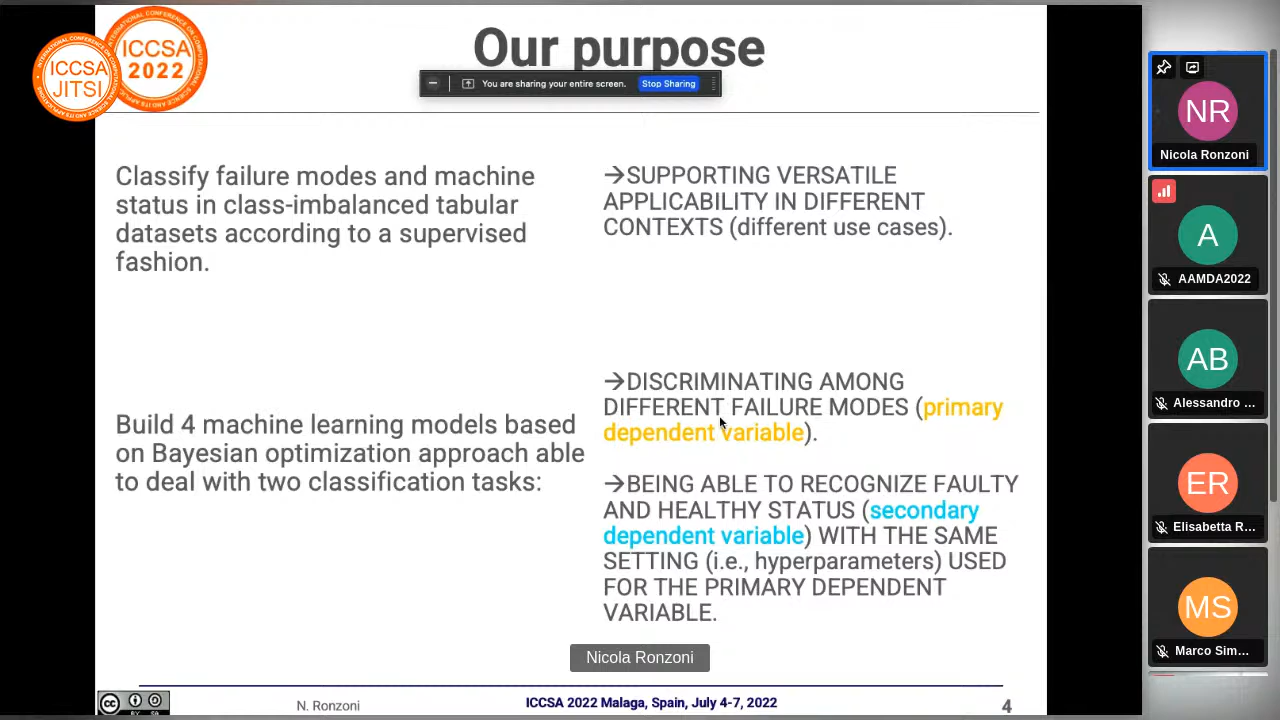 Our purpose
ICCSA
2022
ICCSA
JITSI
You are sharing your entire screen.
Stop Sharing
Classify failure modes and machine
status in class-imbalanced tabular
datasets according to a supervised
fashion.
→SUPPORTING VERSATILE
APPLICABILITY IN DIFFERENT
CONTEXTS (different use cases).
Build 4 machine learning models based
on Bayesian optimization approach able
to deal with two classification tasks:
→DISCRIMINATING AMONG
DIFFERENT FAILURE MODES (primary
dependent variable).
→BEING ABLE TO RECOGNIZE FAULTY
AND HEALTHY STATUS (secondary
dependent variable) WITH THE SAME
SETTING (i.e., hyperparameters) USED
FOR THE PRIMARY DEPENDENT
VARIABLE.
Nicola Ronzoni
N. Ronzoni
ICCSA 2022 Malaga, Spain, July 4-7, 2022
4
NR
Nicola Ronzoni
A
AAMDA2022
AB
Alessandro ...
ER
Elisabetta R...
MS
Marco Sim...